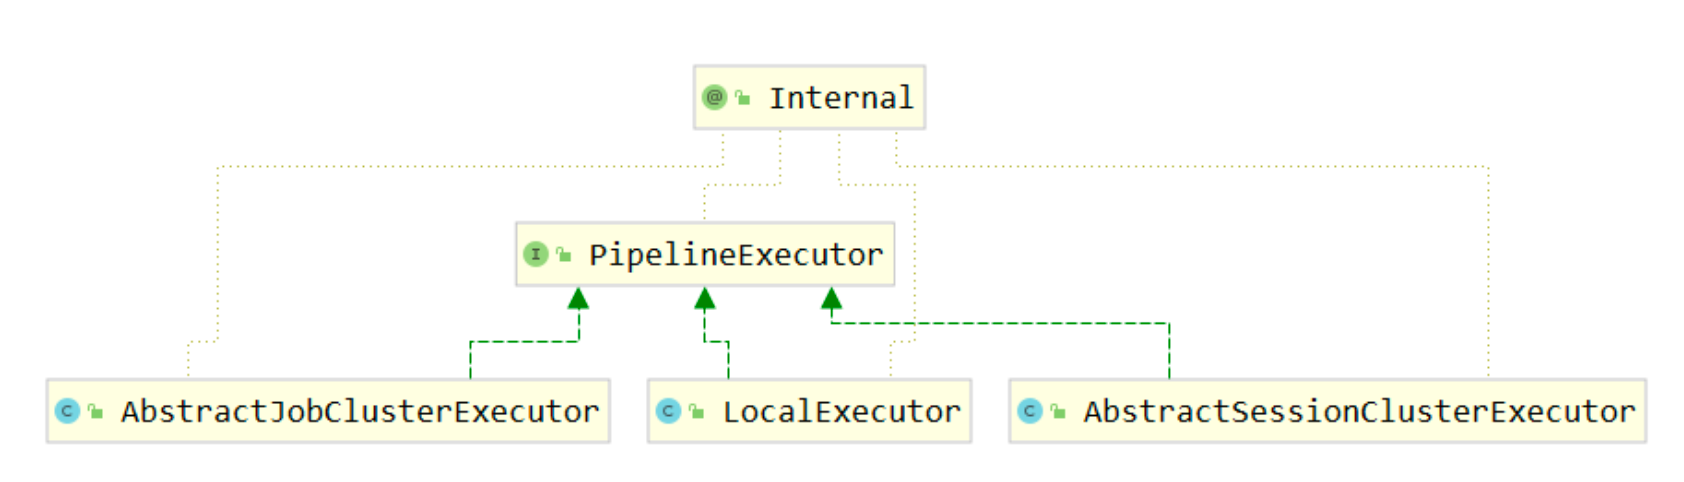 @ Internal
I PipelineExecutor
C AbstractJobClusterExecutor
C LocalExecutor
C AbstractSessionClusterExecutor